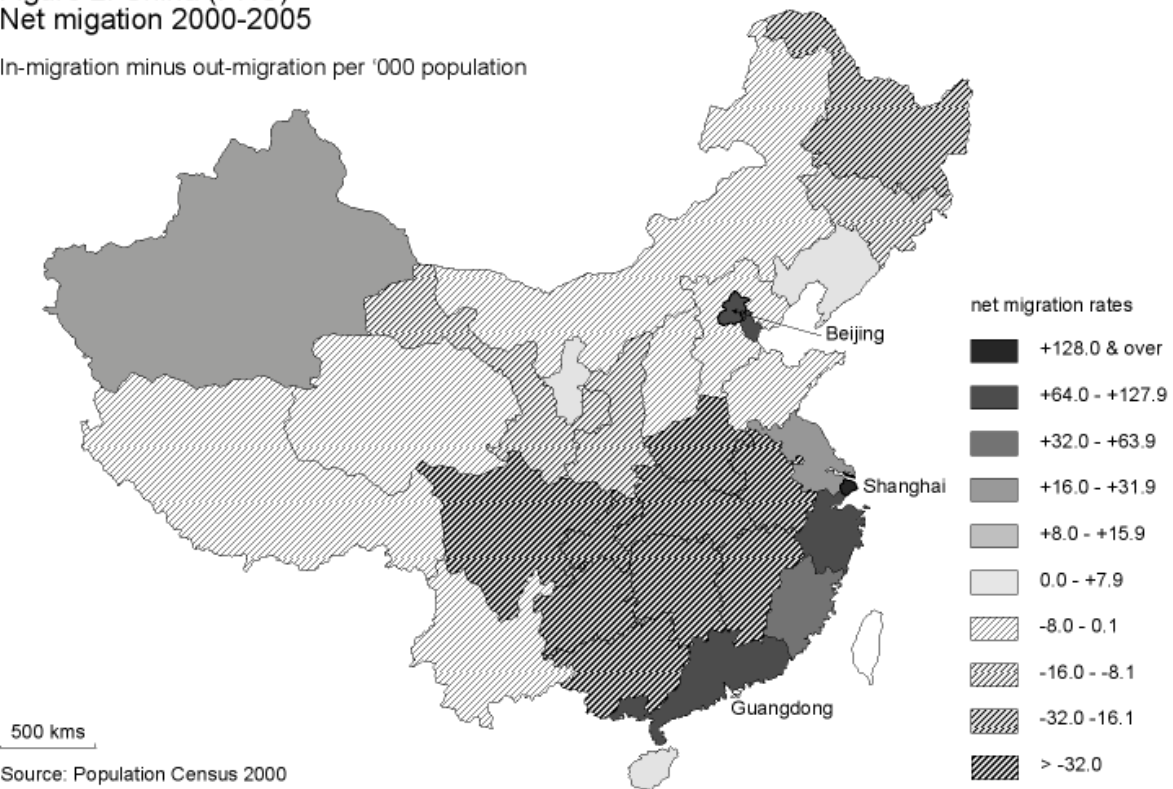 Net migation 2000-2005
In-migration minus out-migration per ‘000 population
Beijing
Shanghai
Guangdong
net migration rates
+128.0 & over
+64.0 - +127.9
+32.0 - +63.9
+16.0 - +31.9
+8.0 - +15.9
0.0 - +7.9
-8.0 - 0.1
-16.0 - -8.1
-32.0 -16.1
> -32.0
500 kms
Source: Population Census 2000